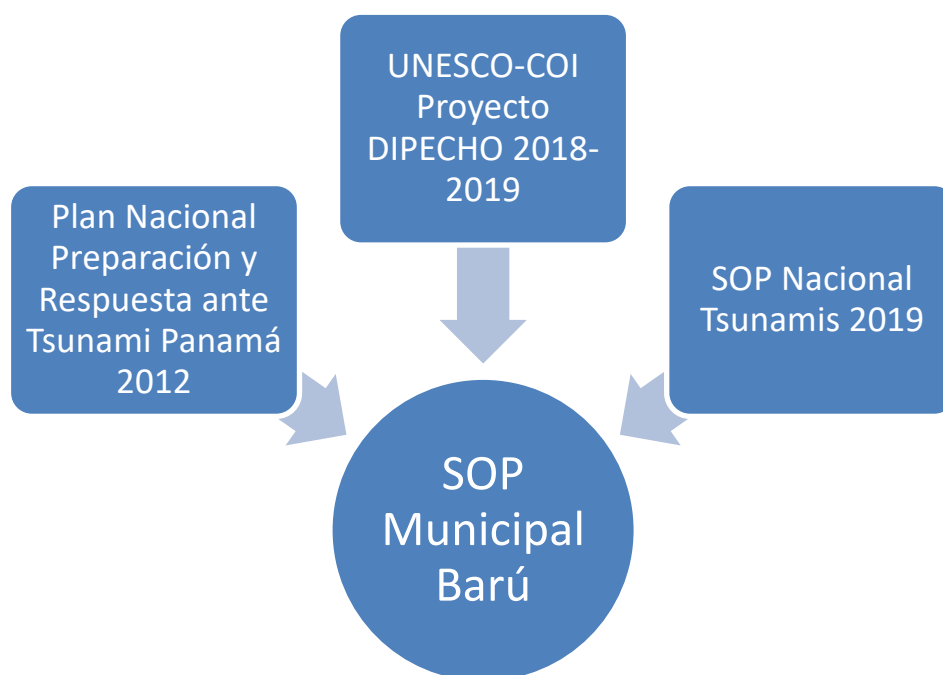 UNESCO-COI
Proyecto
DIPECHO 2018-
2019
Plan Nacional
Preparación y
Respuesta ante
Tsunami Panamá
2012
SOP Nacional
Tsunamis 2019
SOP
Municipal
Barú